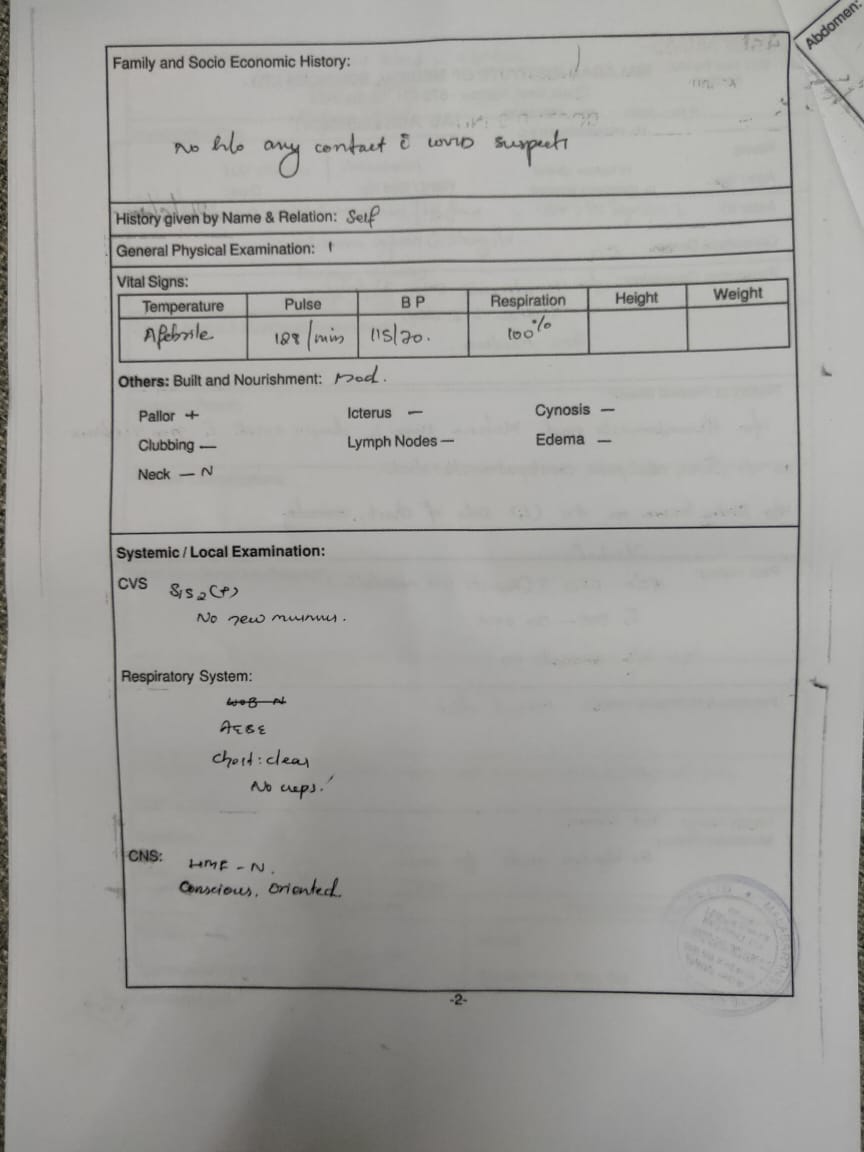 Abdomen:
Family and Socio Economic History:
No h/o any contact c̄ COVID suspects
History given by Name & Relation: Self
General Physical Examination:
Vital Signs:
Temperature Pulse B P Respiration Height Weight
Afebrile /min 115/70. 100%
Others: Built and Nourishment: Mod.
Pallor + Icterus — Cynosis —
Clubbing — Lymph Nodes — Edema —
Neck — N
Systemic / Local Examination:
CVS S1S2(+)
No new murmur.
Respiratory System:
WOB N
AEBE
Chest: clear
No creps.
CNS: HMF - N.
Conscious, Oriented.
-2-